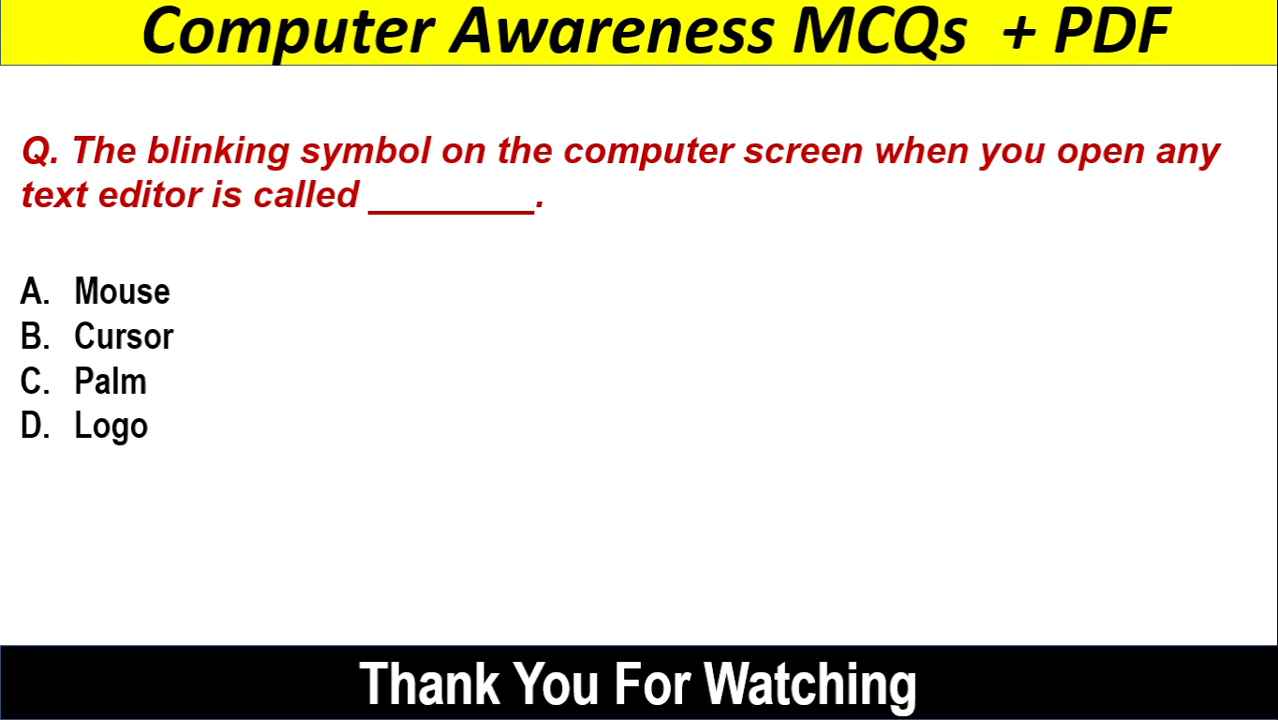 Computer Awareness MCQs + PDF
Q. The blinking symbol on the computer screen when you open any
text editor is called ________.
A. Mouse
B. Cursor
C. Palm
D. Logo
Thank You For Watching